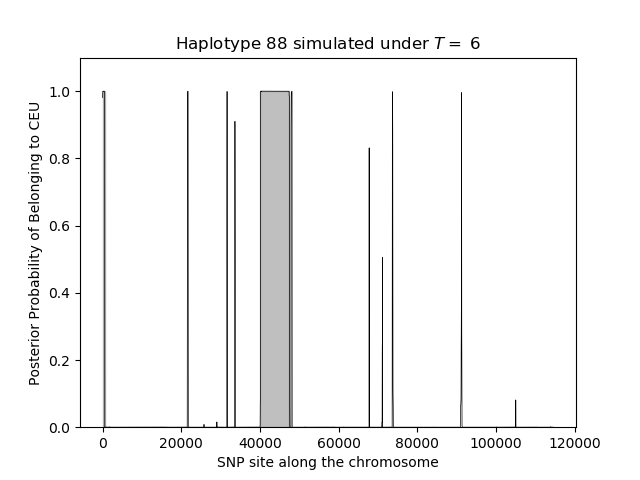 Haplotype 88 simulated under T = 6
Posterior Probability of Belonging to CEU
1.0
0.8
0.6
0.4
0.2
0.0
0 20000 40000 60000 80000 100000 120000
SNP site along the chromosome